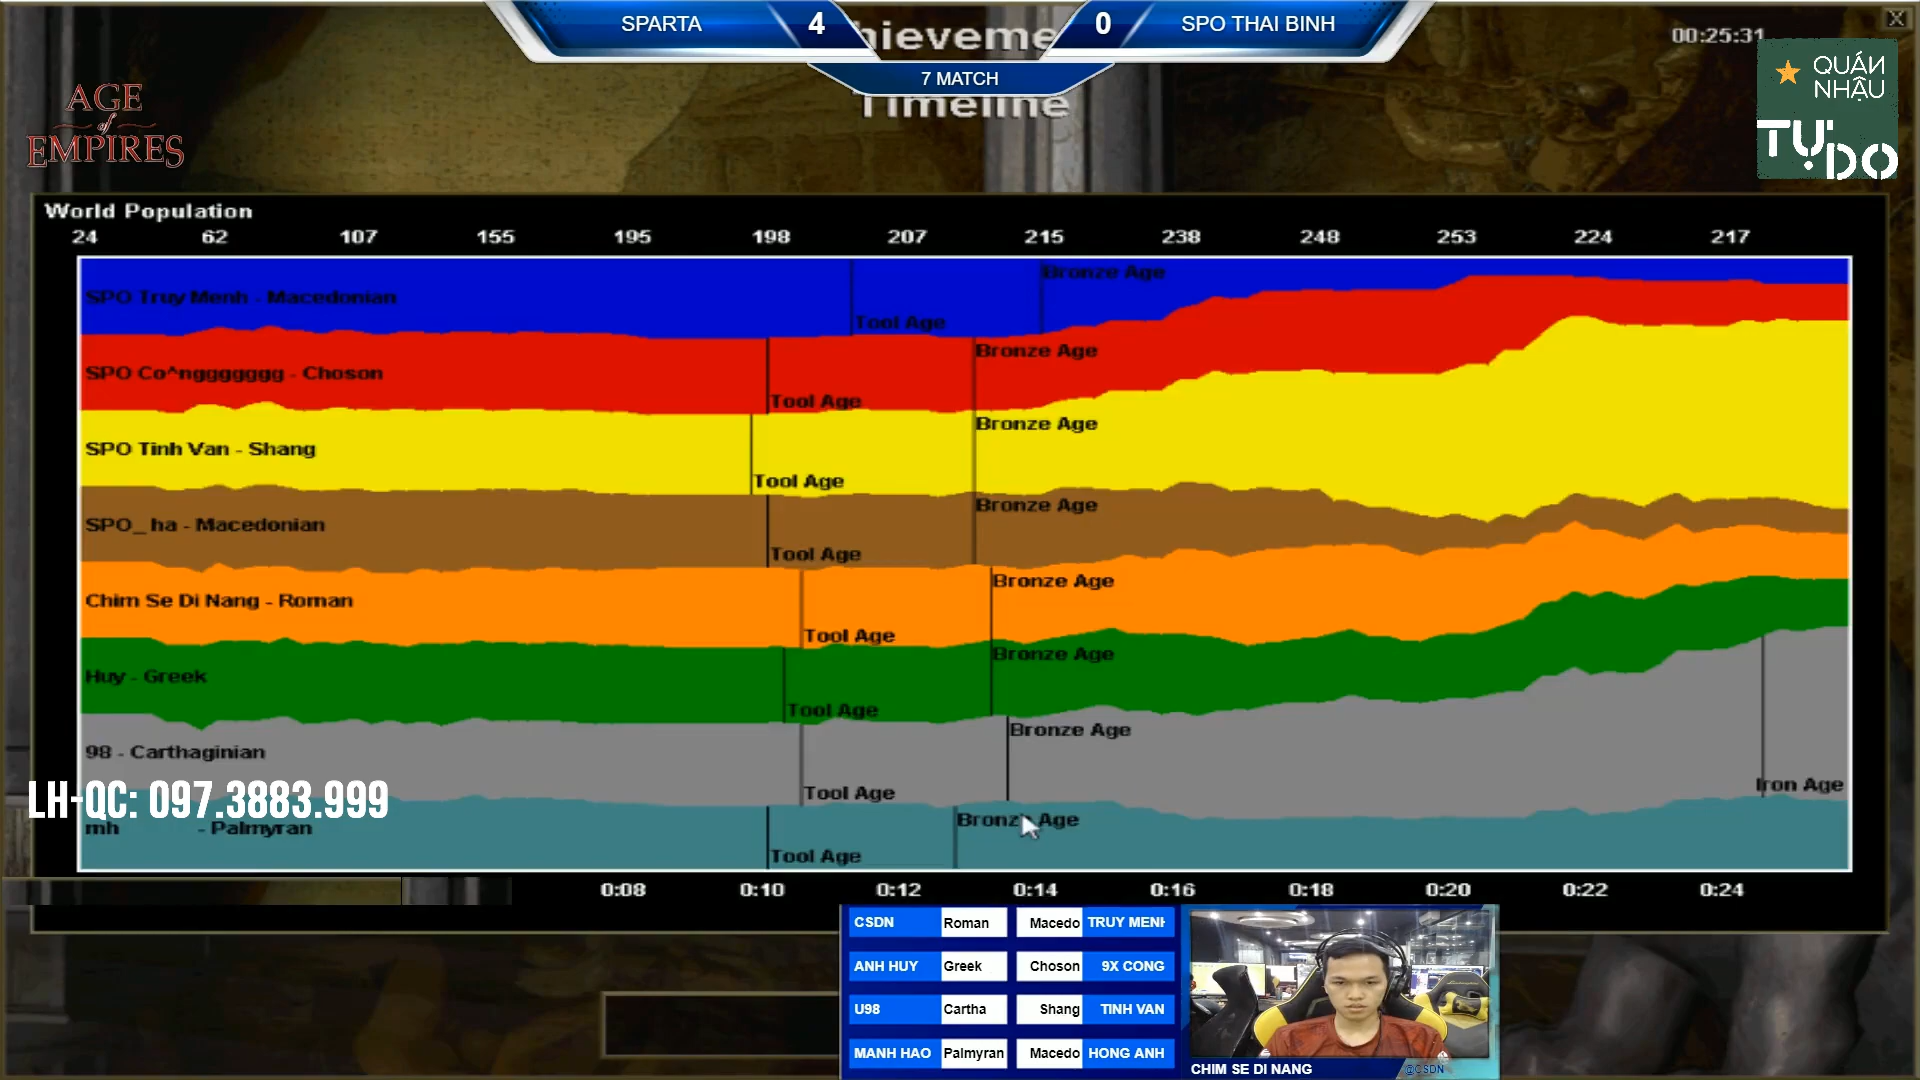 SPARTA 4 0 SPO THAI BINH
hieveme
00:25:31
7 MATCH
Timeline
AGE
of
EMPIRES
QUÁN
NHẬU
TỰ DO
World Population
24 62 107 155 195 198 207 215 238 248 253 224 217
Bronze Age
SPO Truy Menh - Macedonian
Tool Age
Bronze Age
SPO Co^nggggggg - Choson
Tool Age
Bronze Age
SPO Tinh Van - Shang
Tool Age
Bronze Age
SPO_ha - Macedonian
Tool Age
Bronze Age
Chim Se Di Nang - Roman
Tool Age
Bronze Age
Huy - Greek
Tool Age
Bronze Age
98 - Carthaginian
Iron Age
Tool Age
LH-QC: 097.3883.999
Bronze Age
mh - Palmyran
Tool Age
0:08 0:10 0:12 0:14 0:16 0:18 0:20 0:22 0:24
CSDN Roman Macedo TRUY MENH
ANH HUY Greek Choson 9X CONG
U98 Cartha Shang TINH VAN
MANH HAO Palmyran Macedo HONG ANH
CHIM SE DI NANG @CSDN